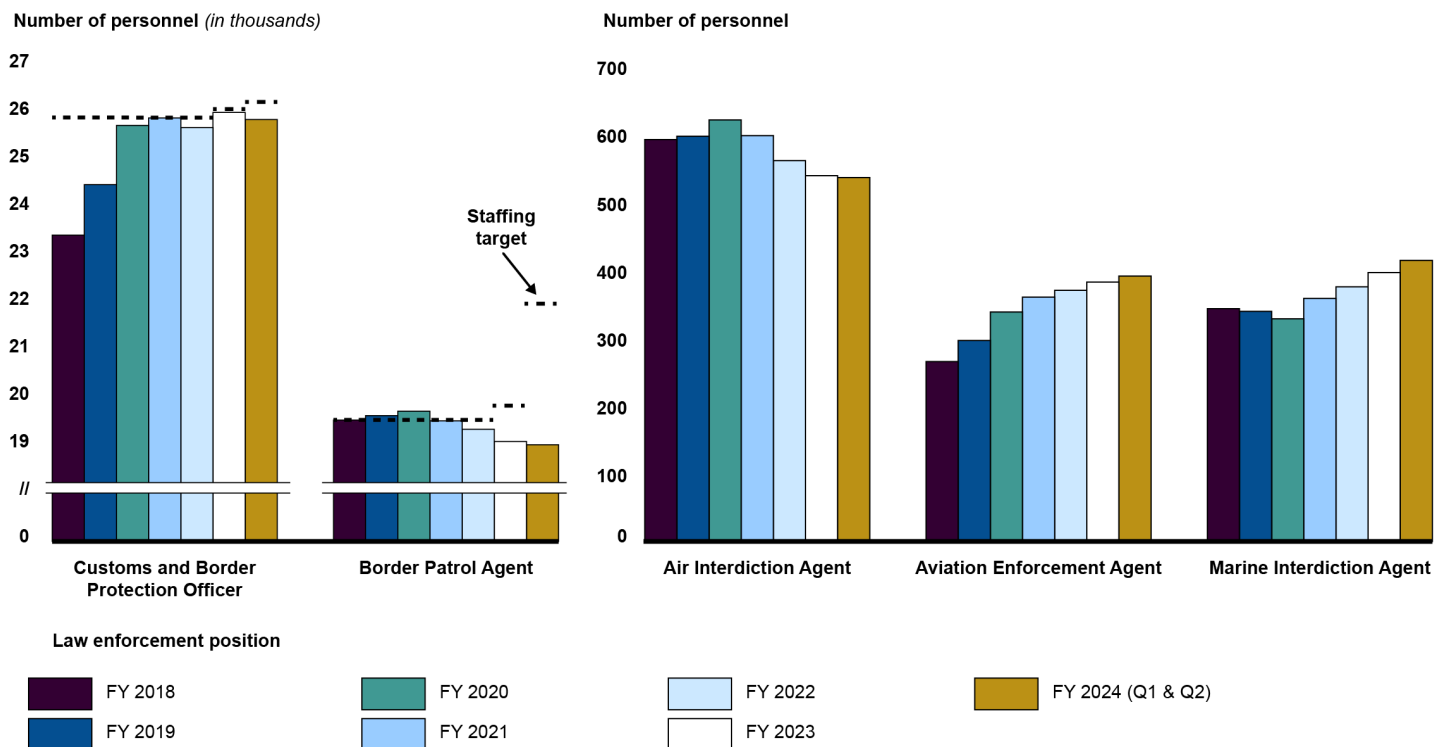 Number of personnel (in thousands)
27
26
25
24
23
22
21
20
19
//
0
Staffing
target
Customs and Border
Protection Officer
Border Patrol Agent
Number of personnel
700
600
500
400
300
200
100
0
Air Interdiction Agent
Aviation Enforcement Agent
Marine Interdiction Agent
Law enforcement position
FY 2018
FY 2019
FY 2020
FY 2021
FY 2022
FY 2023
FY 2024 (Q1 & Q2)